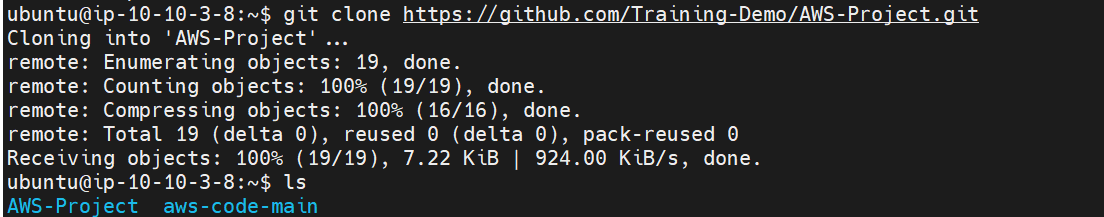 ubuntu@ip-10-10-3-8:~$ git clone https://github.com/Training-Demo/AWS-Project.git
Cloning into 'AWS-Project'...
remote: Enumerating objects: 19, done.
remote: Counting objects: 100% (19/19), done.
remote: Compressing objects: 100% (16/16), done.
remote: Total 19 (delta 0), reused 0 (delta 0), pack-reused 0
Receiving objects: 100% (19/19), 7.22 KiB | 924.00 KiB/s, done.
ubuntu@ip-10-10-3-8:~$ ls
AWS-Project  aws-code-main